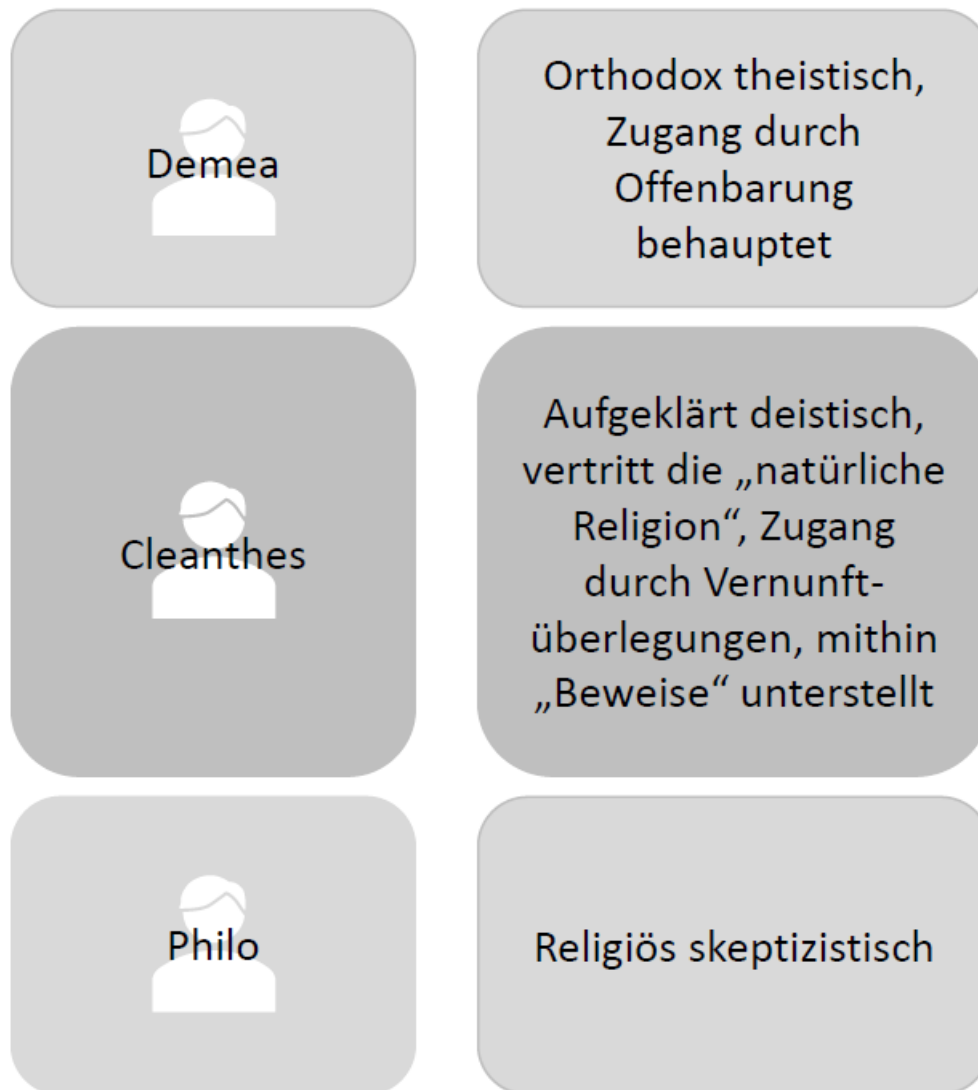 Demea
Orthodox theistisch,
Zugang durch
Offenbarung
behauptet
Cleanthes
Aufgeklärt deistisch,
vertritt die „natürliche
Religion“, Zugang
durch Vernunft-
überlegungen, mithin
„Beweise“ unterstellt
Philo
Religiös skeptizistisch